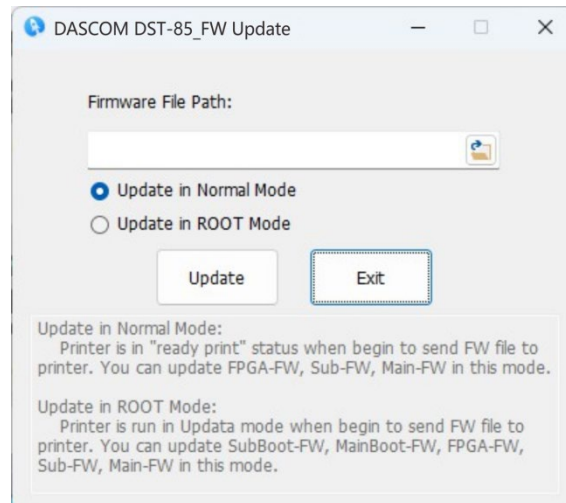 DASCOM DST-85_FW Update
Firmware File Path:
Update in Normal Mode
Update in ROOT Mode
Update
Exit
Update in Normal Mode:
Printer is in "ready print" status when begin to send FW file to
printer. You can update FPGA-FW, Sub-FW, Main-FW in this mode.
Update in ROOT Mode:
Printer is run in Updata mode when begin to send FW file to
printer. You can update SubBoot-FW, MainBoot-FW, FPGA-FW,
Sub-FW, Main-FW in this mode.